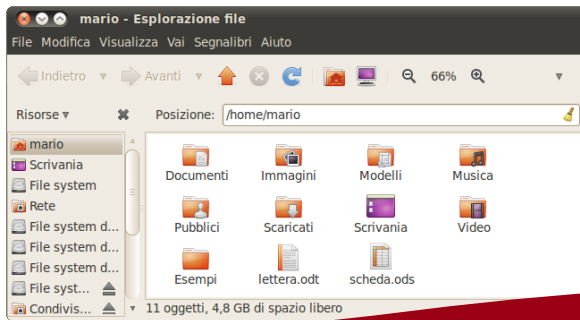 mario - Esplorazione file
File Modifica Visualizza Vai Segnalibri Aiuto
Indietro Avanti 66%
Risorse Posizione: /home/mario
mario
Scrivania
File system
Rete
File system d...
File system d...
File system d...
File syst...
Condivis...
Documenti Immagini Modelli Musica
Pubblici Scaricati Scrivania Video
Esempi lettera.odt scheda.ods
11 oggetti, 4,8 GB di spazio libero